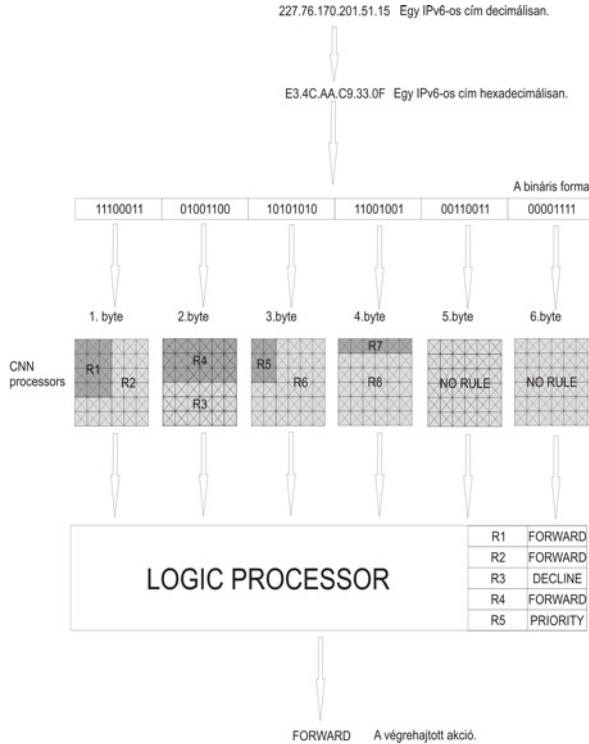 227.76.170.201.51.15 Egy IPv6-os cím decimálisan.
E3.4C.AA.C9.33.0F Egy IPv6-os cím hexadecimálisan.
A bináris forma
11100011 01001100 10101010 11001001 00110011 00001111
1. byte 2.byte 3.byte 4.byte 5.byte 6.byte
CNN
processors
R1 R2 R4 R3 R5 R6 R7 R8 NO RULE NO RULE
LOGIC PROCESSOR
R1 FORWARD
R2 FORWARD
R3 DECLINE
R4 FORWARD
R5 PRIORITY
FORWARD A végrehajtott akció.